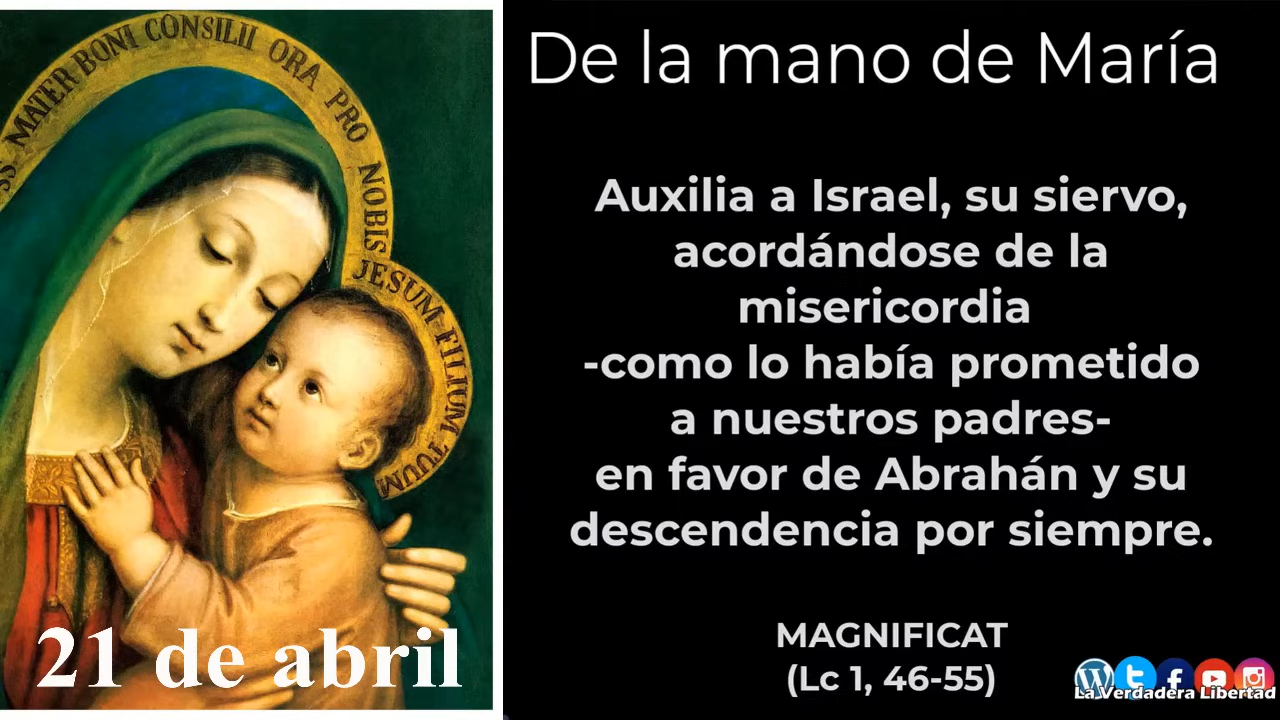 SS MATER BONI CONSILII ORA PRO NOBIS
JESUM FILIUM TUUM
21 de abril
De la mano de María
Auxilia a Israel, su siervo,
acordándose de la
misericordia
-como lo había prometido
a nuestros padres-
en favor de Abrahán y su
descendencia por siempre.
MAGNIFICAT
(Lc 1, 46-55)
La Verdadera Libertad